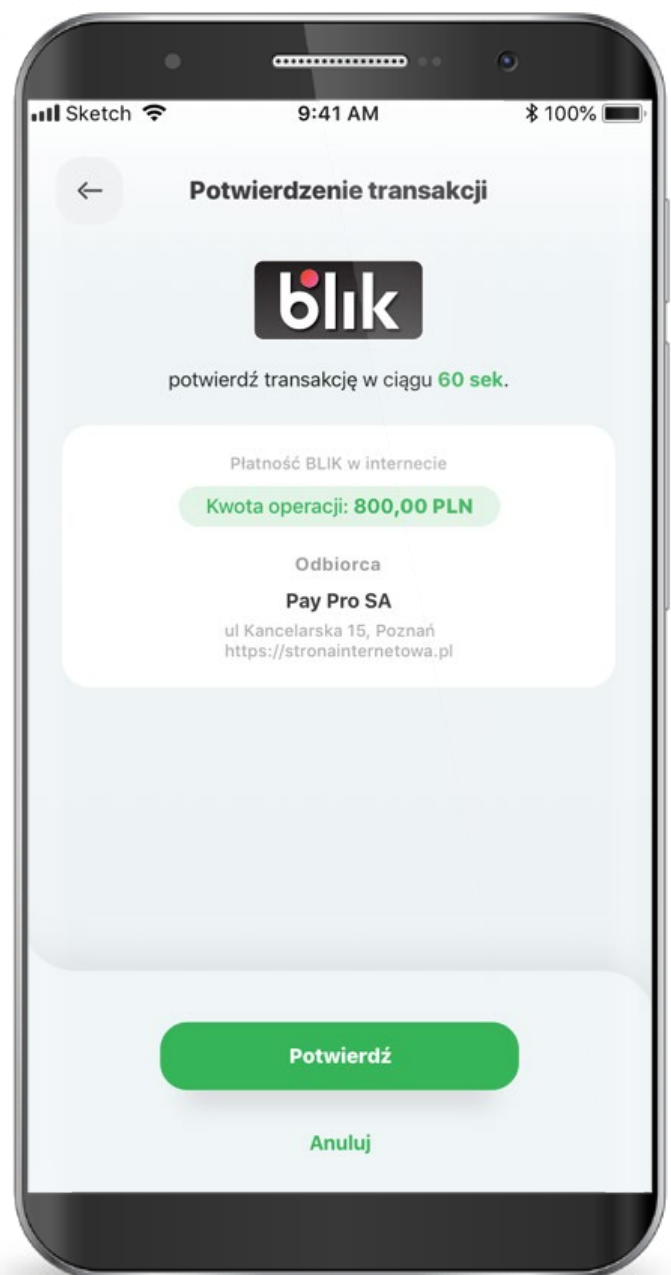 Sketch 9:41 AM 100%
Potwierdzenie transakcji
blik
potwierdź transakcję w ciągu 60 sek.
Płatność BLIK w internecie
Kwota operacji: 800,00 PLN
Odbiorca
Pay Pro SA
ul Kancelarska 15, Poznań
https://stronainternetowa.pl
Potwierdź
Anuluj